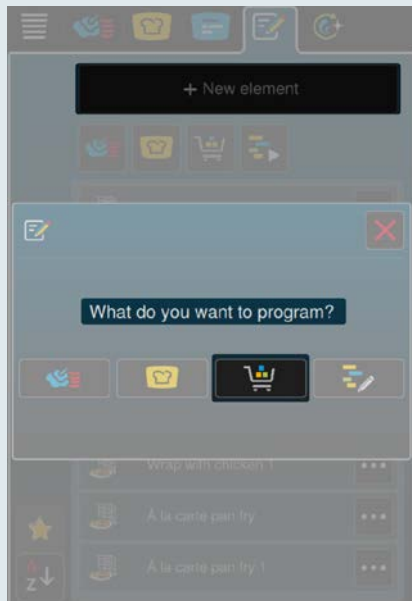 + New element
What do you want to program?
Wrap with chicken 1
À la carte pan fry
À la carte pan fry 1
A
Z